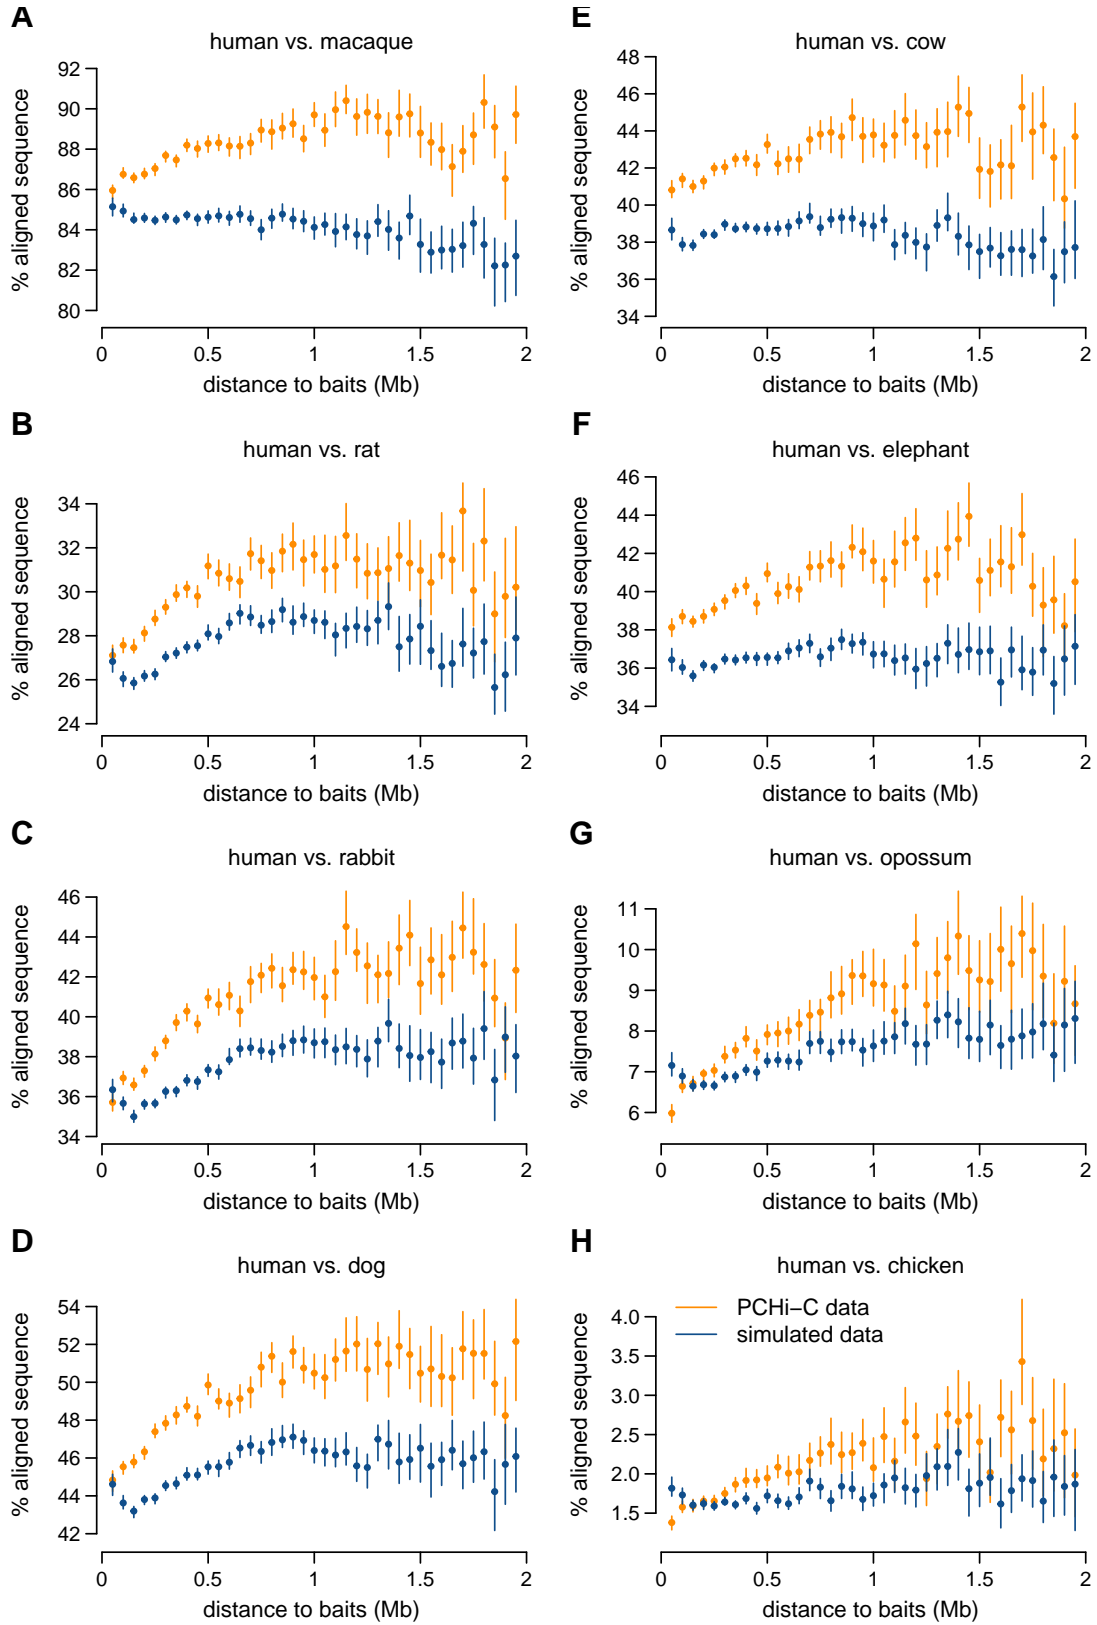 A
human vs. macaque
% aligned sequence
92
90
88
86
84
82
80
0 0.5 1 1.5 2
distance to baits (Mb)
B
human vs. rat
% aligned sequence
34
32
30
28
26
24
0 0.5 1 1.5 2
distance to baits (Mb)
C
human vs. rabbit
% aligned sequence
46
44
42
40
38
36
34
0 0.5 1 1.5 2
distance to baits (Mb)
D
human vs. dog
% aligned sequence
54
52
50
48
46
44
42
0 0.5 1 1.5 2
distance to baits (Mb)
E
human vs. cow
% aligned sequence
48
46
44
42
40
38
36
34
0 0.5 1 1.5 2
distance to baits (Mb)
F
human vs. elephant
% aligned sequence
46
44
42
40
38
36
34
0 0.5 1 1.5 2
distance to baits (Mb)
G
human vs. opossum
% aligned sequence
11
10
9
8
7
6
0 0.5 1 1.5 2
distance to baits (Mb)
H
human vs. chicken
PCHi−C data
simulated data
% aligned sequence
4.0
3.5
3.0
2.5
2.0
1.5
0 0.5 1 1.5 2
distance to baits (Mb)